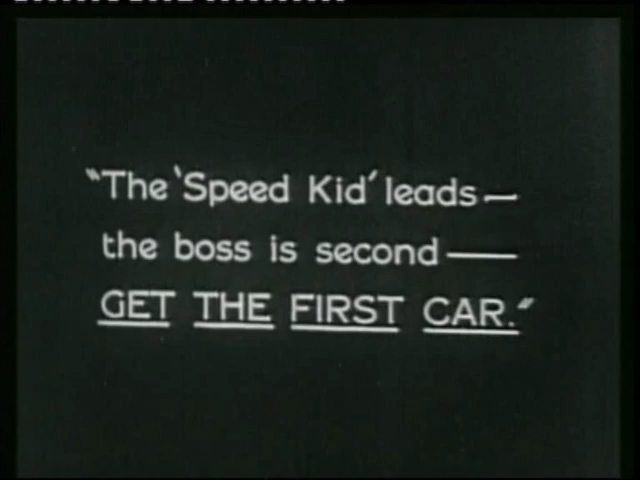 "The 'Speed Kid' leads—
the boss is second——
GET THE FIRST CAR."